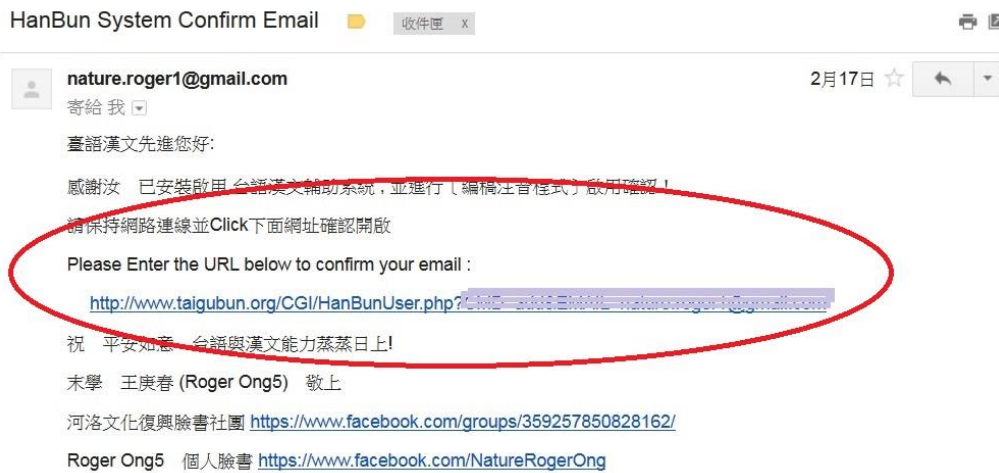 HanBun System Confirm Email 收件匣 x
nature.roger1@gmail.com 2月17日
寄給 我
臺語漢文先進您好:
感謝汝 已安裝啟用 台語漢文輔助系統，並進行〔編稿注音程式〕啟用確認！
請保持網路連線並Click下面網址確認開啟
Please Enter the URL below to confirm your email :
http://www.taigubun.org/CGI/HanBunUser.php?
祝 平安如意 台語與漢文能力蒸蒸日上!
末學 王庚春 (Roger Ong5) 敬上
河洛文化復興臉書社團 https://www.facebook.com/groups/359257850828162/
Roger Ong5 個人臉書 https://www.facebook.com/NatureRogerOng